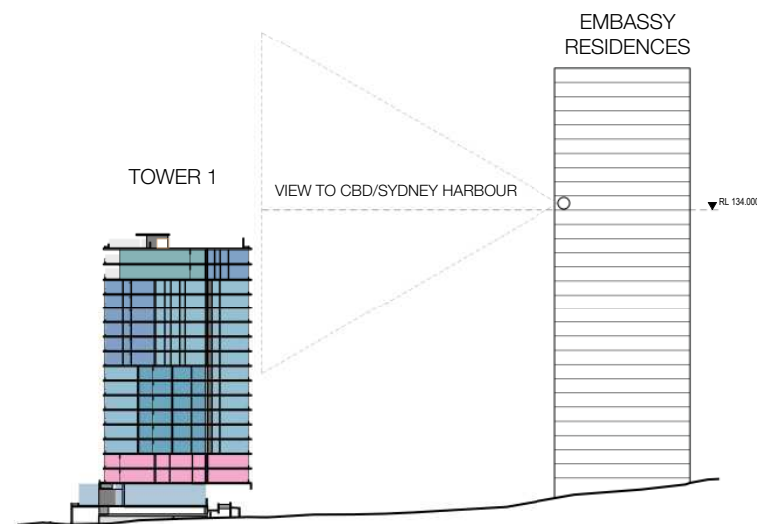 EMBASSY
RESIDENCES
TOWER 1
VIEW TO CBD/SYDNEY HARBOUR
RL 134.000